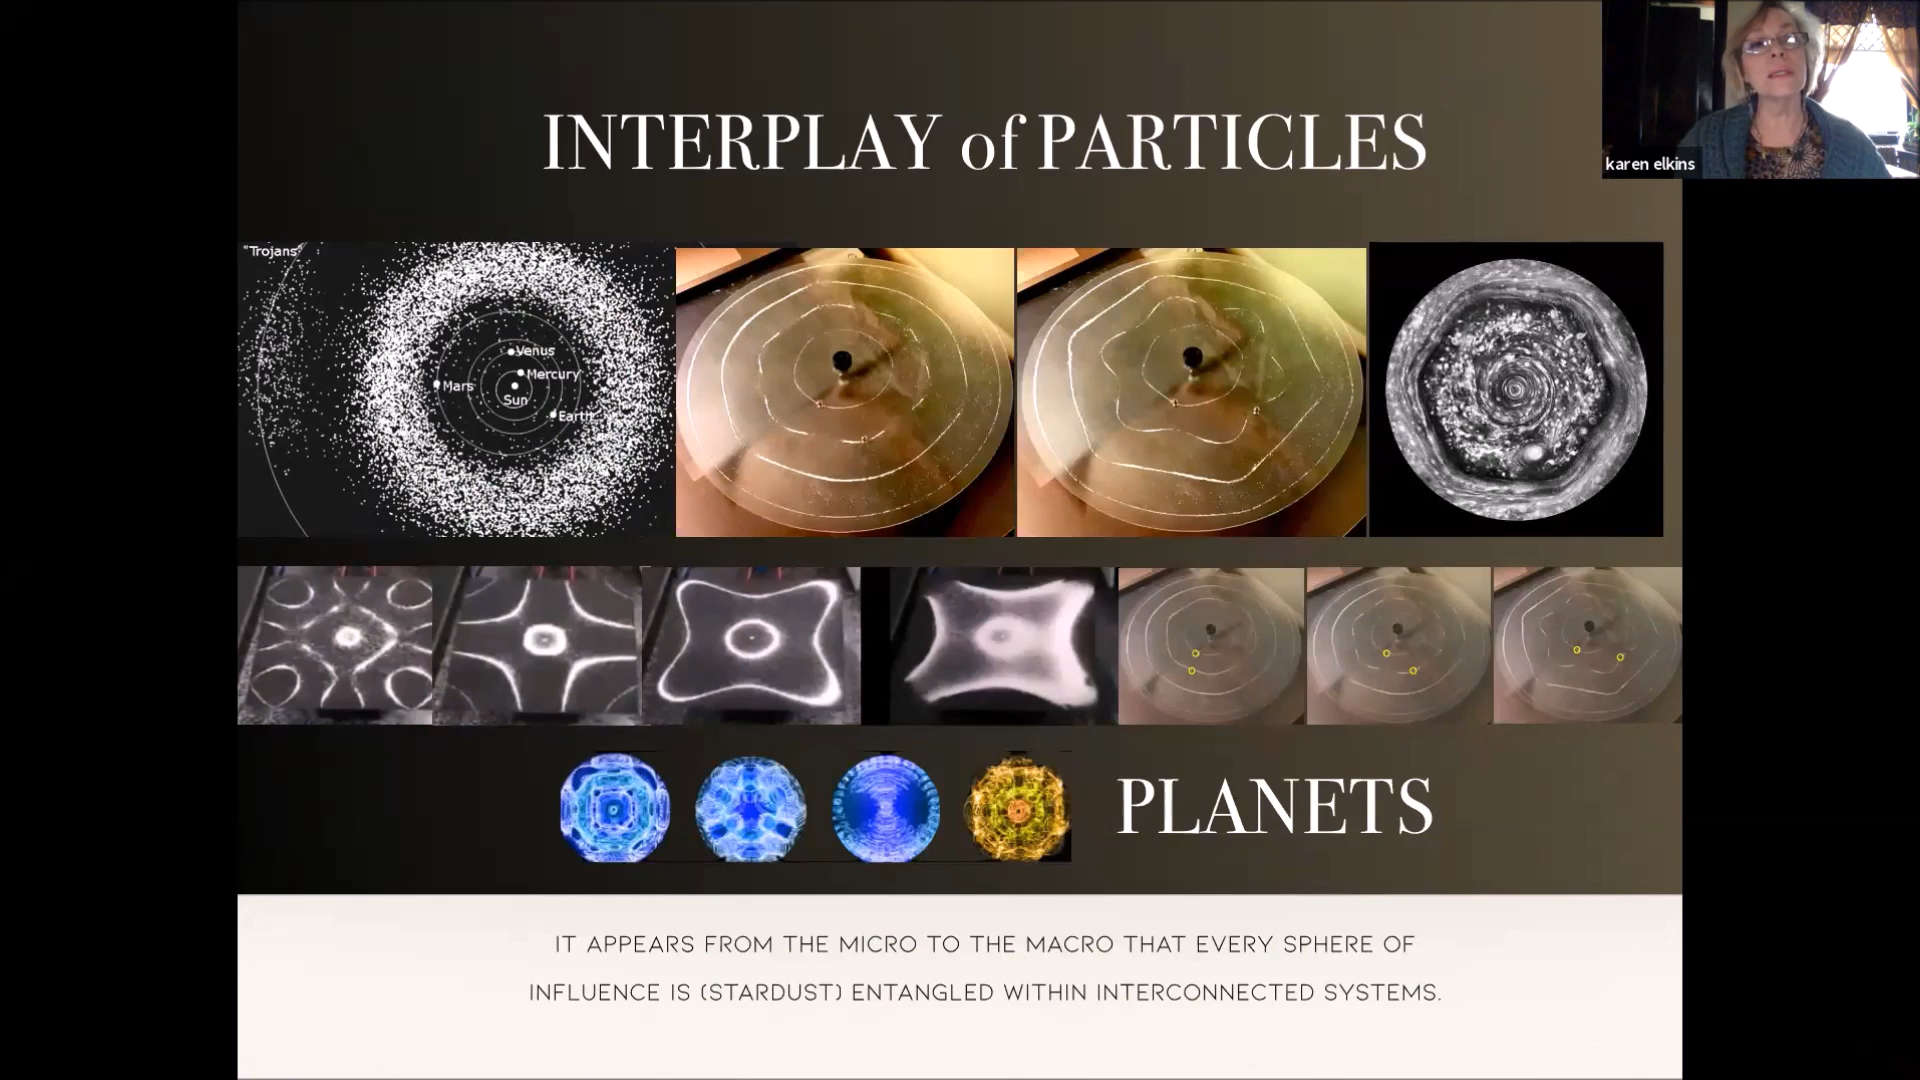 INTERPLAY of PARTICLES
karen elkins
"Trojans"
Venus
Mercury
Mars
Sun
Earth
PLANETS
IT APPEARS FROM THE MICRO TO THE MACRO THAT EVERY SPHERE OF
INFLUENCE IS (STARDUST) ENTANGLED WITHIN INTERCONNECTED SYSTEMS.